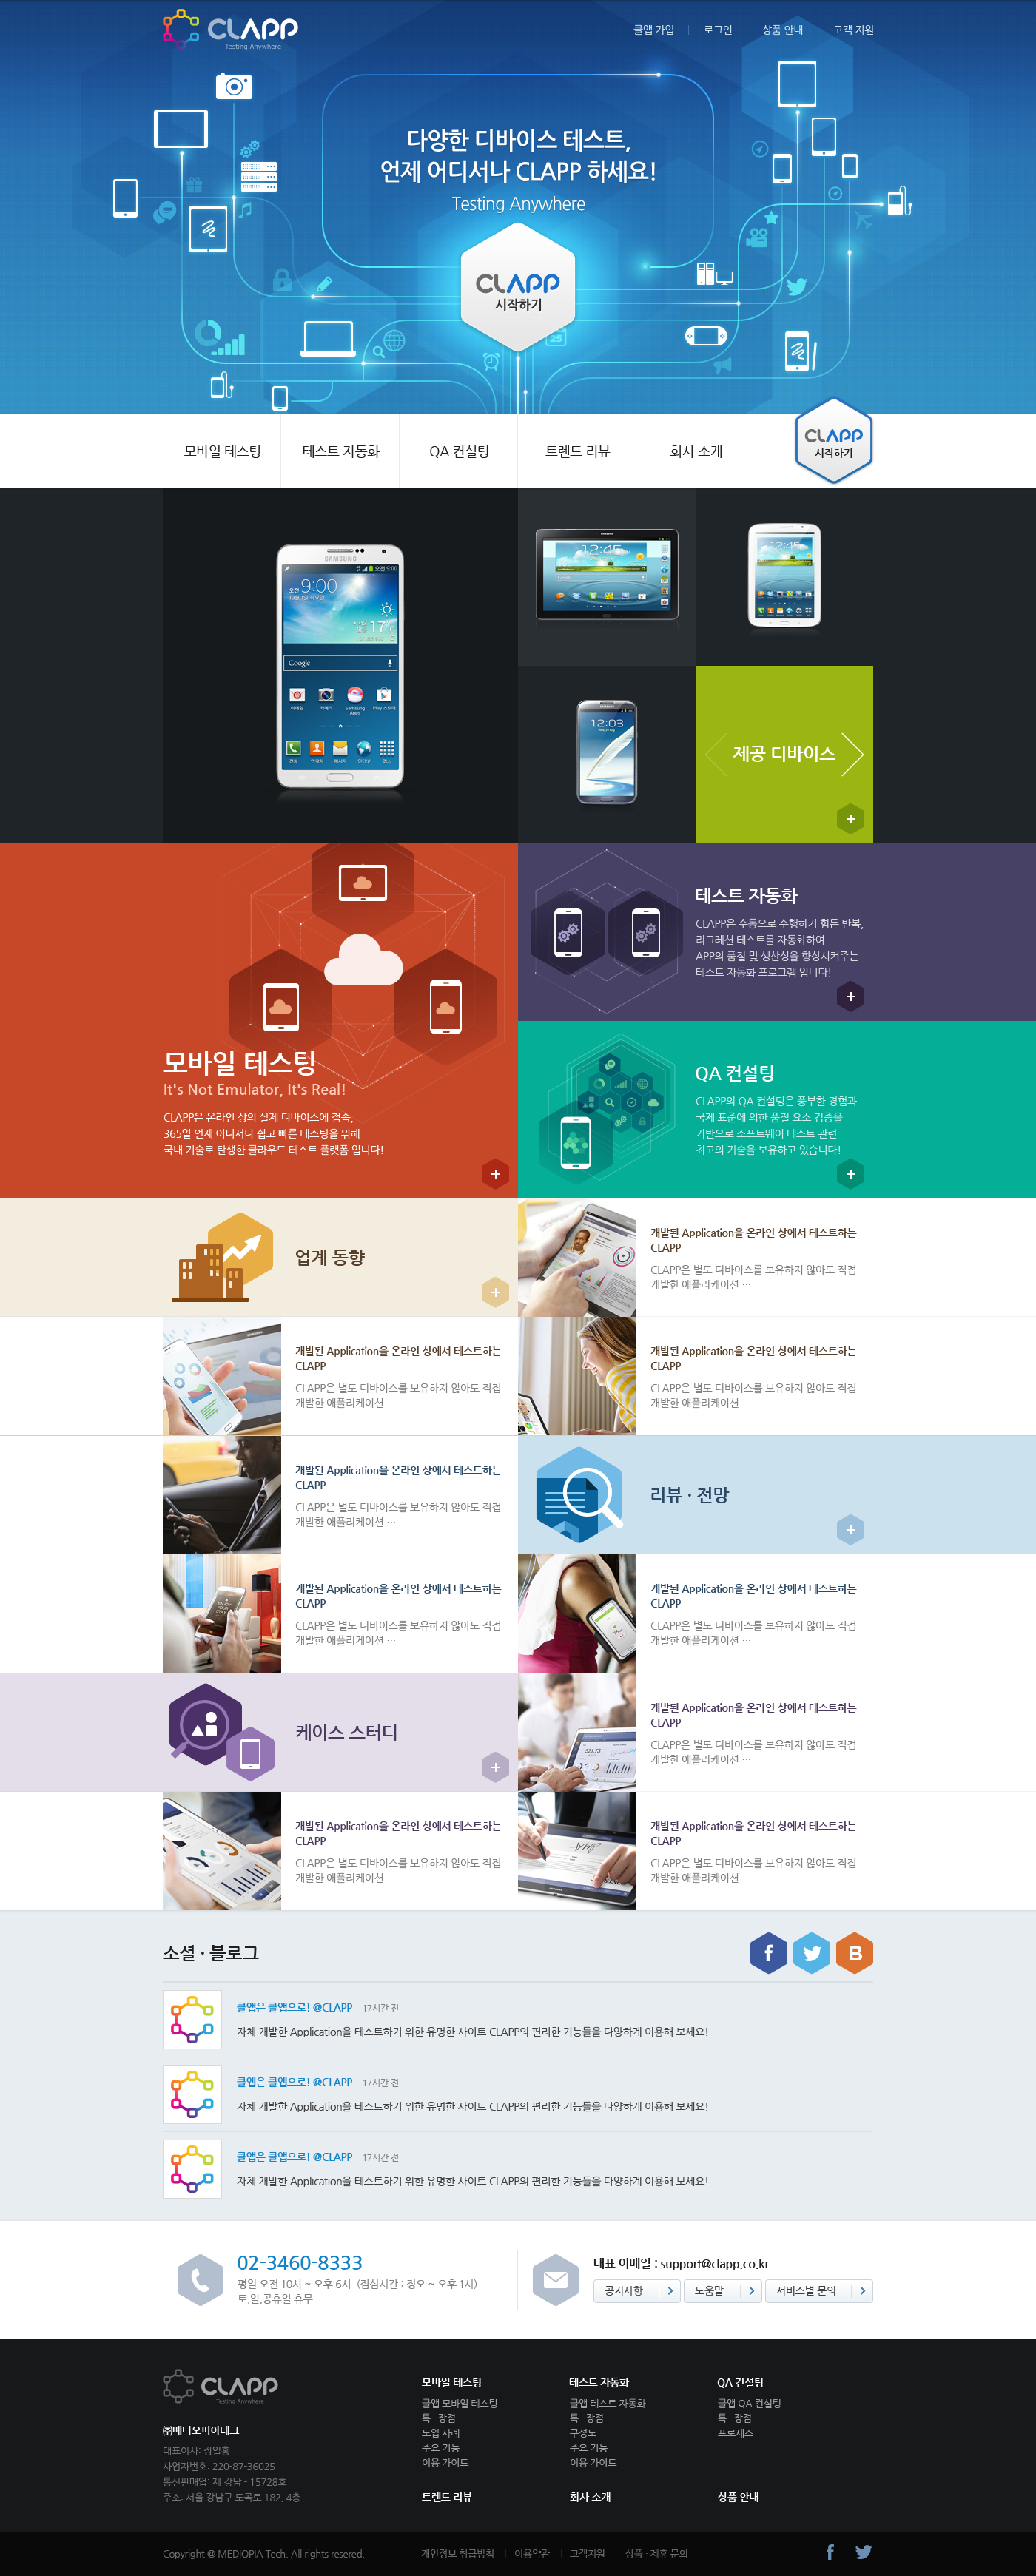 CLAPP
Testing Anywhere
클앱 가입
로그인
상품 안내
고객 지원
다양한 디바이스 테스트,
언제 어디서나 CLAPP 하세요!
Testing Anywhere
CLAPP
시작하기
25
모바일 테스팅
테스트 자동화
QA 컨설팅
트렌드 리뷰
회사 소개
CLAPP
시작하기
SAMSUNG
오전 9:00
9:00
17°
Google
이메일
카메라
Samsung Apps
Play 스토어
전화
연락처
메시지
인터넷
앱스
12:45
12:45
12:03
제공 디바이스
모바일 테스팅
It's Not Emulator, It's Real!
CLAPP은 온라인 상의 실제 디바이스에 접속,
365일 언제 어디서나 쉽고 빠른 테스팅을 위해
국내 기술로 탄생한 클라우드 테스트 플랫폼 입니다!
테스트 자동화
CLAPP은 수동으로 수행하기 힘든 반복,
리그레션 테스트를 자동화하여
APP의 품질 및 생산성을 향상시켜주는
테스트 자동화 프로그램 입니다!
QA 컨설팅
CLAPP의 QA 컨설팅은 풍부한 경험과
국제 표준에 의한 품질 요소 검증을
기반으로 소프트웨어 테스트 관련
최고의 기술을 보유하고 있습니다!
업계 동향
개발된 Application을 온라인 상에서 테스트하는
CLAPP
CLAPP은 별도 디바이스를 보유하지 않아도 직접
개발한 애플리케이션 ···
개발된 Application을 온라인 상에서 테스트하는
CLAPP
CLAPP은 별도 디바이스를 보유하지 않아도 직접
개발한 애플리케이션 ···
개발된 Application을 온라인 상에서 테스트하는
CLAPP
CLAPP은 별도 디바이스를 보유하지 않아도 직접
개발한 애플리케이션 ···
개발된 Application을 온라인 상에서 테스트하는
CLAPP
CLAPP은 별도 디바이스를 보유하지 않아도 직접
개발한 애플리케이션 ···
리뷰 · 전망
개발된 Application을 온라인 상에서 테스트하는
CLAPP
CLAPP은 별도 디바이스를 보유하지 않아도 직접
개발한 애플리케이션 ···
개발된 Application을 온라인 상에서 테스트하는
CLAPP
CLAPP은 별도 디바이스를 보유하지 않아도 직접
개발한 애플리케이션 ···
케이스 스터디
개발된 Application을 온라인 상에서 테스트하는
CLAPP
CLAPP은 별도 디바이스를 보유하지 않아도 직접
개발한 애플리케이션 ···
개발된 Application을 온라인 상에서 테스트하는
CLAPP
CLAPP은 별도 디바이스를 보유하지 않아도 직접
개발한 애플리케이션 ···
개발된 Application을 온라인 상에서 테스트하는
CLAPP
CLAPP은 별도 디바이스를 보유하지 않아도 직접
개발한 애플리케이션 ···
소셜 · 블로그
클앱은 클앱으로! @CLAPP 17시간 전
자체 개발한 Application을 테스트하기 위한 유명한 사이트 CLAPP의 편리한 기능들을 다양하게 이용해 보세요!
클앱은 클앱으로! @CLAPP 17시간 전
자체 개발한 Application을 테스트하기 위한 유명한 사이트 CLAPP의 편리한 기능들을 다양하게 이용해 보세요!
클앱은 클앱으로! @CLAPP 17시간 전
자체 개발한 Application을 테스트하기 위한 유명한 사이트 CLAPP의 편리한 기능들을 다양하게 이용해 보세요!
02-3460-8333
평일 오전 10시 ~ 오후 6시 (점심시간 : 정오 ~ 오후 1시)
토,일,공휴일 휴무
대표 이메일 : support@clapp.co.kr
공지사항
도움말
서비스별 문의
CLAPP
Testing Anywhere
㈜메디오피아테크
대표이사: 장일홍
사업자번호: 220-87-36025
통신판매업: 제 강남 - 15728호
주소: 서울 강남구 도곡로 182, 4층
모바일 테스팅
클앱 모바일 테스팅
특 · 장점
도입 사례
주요 기능
이용 가이드
테스트 자동화
클앱 테스트 자동화
특 · 장점
구성도
주요 기능
이용 가이드
QA 컨설팅
클앱 QA 컨설팅
특 · 장점
프로세스
트렌드 리뷰
회사 소개
상품 안내
Copyright @ MEDIOPIA Tech. All rights resered.
개인정보 취급방침
이용약관
고객지원
상품 · 제휴 문의